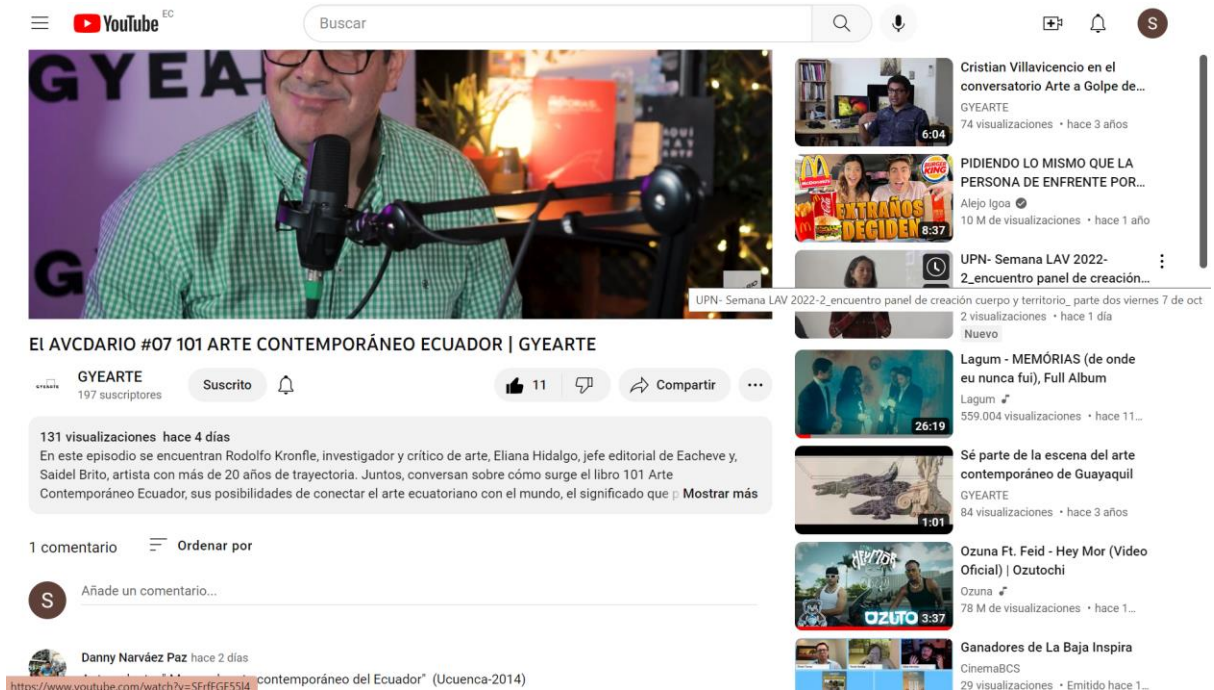 YouTube EC
Buscar
S
GYEA
G
AQUÍ
HAY
ARTE
El AVCDARIO #07 101 ARTE CONTEMPORÁNEO ECUADOR | GYEARTE
GYEARTE
GYEARTE
197 suscriptores
Suscrito
11
Compartir
131 visualizaciones hace 4 días
En este episodio se encuentran Rodolfo Kronfle, investigador y crítico de arte, Eliana Hidalgo, jefe editorial de Eacheve y,
Saidel Brito, artista con más de 20 años de trayectoria. Juntos, conversan sobre cómo surge el libro 101 Arte
Contemporáneo Ecuador, sus posibilidades de conectar el arte ecuatoriano con el mundo, el significado que p Mostrar más
1 comentario
Ordenar por
S
Añade un comentario...
Danny Narváez Paz hace 2 días
contemporáneo del Ecuador" (Ucuenca-2014)
https://www.youtube.com/watch?v=SErfEGE55I4
6:04
Cristian Villavicencio en el
conversatorio Arte a Golpe de...
GYEARTE
74 visualizaciones • hace 3 años
McDonald's
BURGER
KING
EXTRAÑOS
DECIDEN
8:37
PIDIENDO LO MISMO QUE LA
PERSONA DE ENFRENTE POR...
Alejo Igoa
10 M de visualizaciones • hace 1 año
UPN- Semana LAV 2022-
2_encuentro panel de creación...
UPN- Semana LAV 2022-2_encuentro panel de creación cuerpo y territorio_ parte dos viernes 7 de oct
2 visualizaciones • hace 1 día
Nuevo
26:19
Lagum - MEMÓRIAS (de onde
eu nunca fui), Full Album
Lagum
559.004 visualizaciones • hace 11...
1:01
Sé parte de la escena del arte
contemporáneo de Guayaquil
GYEARTE
84 visualizaciones • hace 3 años
HEY MOR
OZUTO
3:37
Ozuna Ft. Feid - Hey Mor (Video
Oficial) | Ozutochi
Ozuna
78 M de visualizaciones • hace 1...
Ganadores de La Baja Inspira
CinemaBCS
29 visualizaciones • Emitido hace 1...